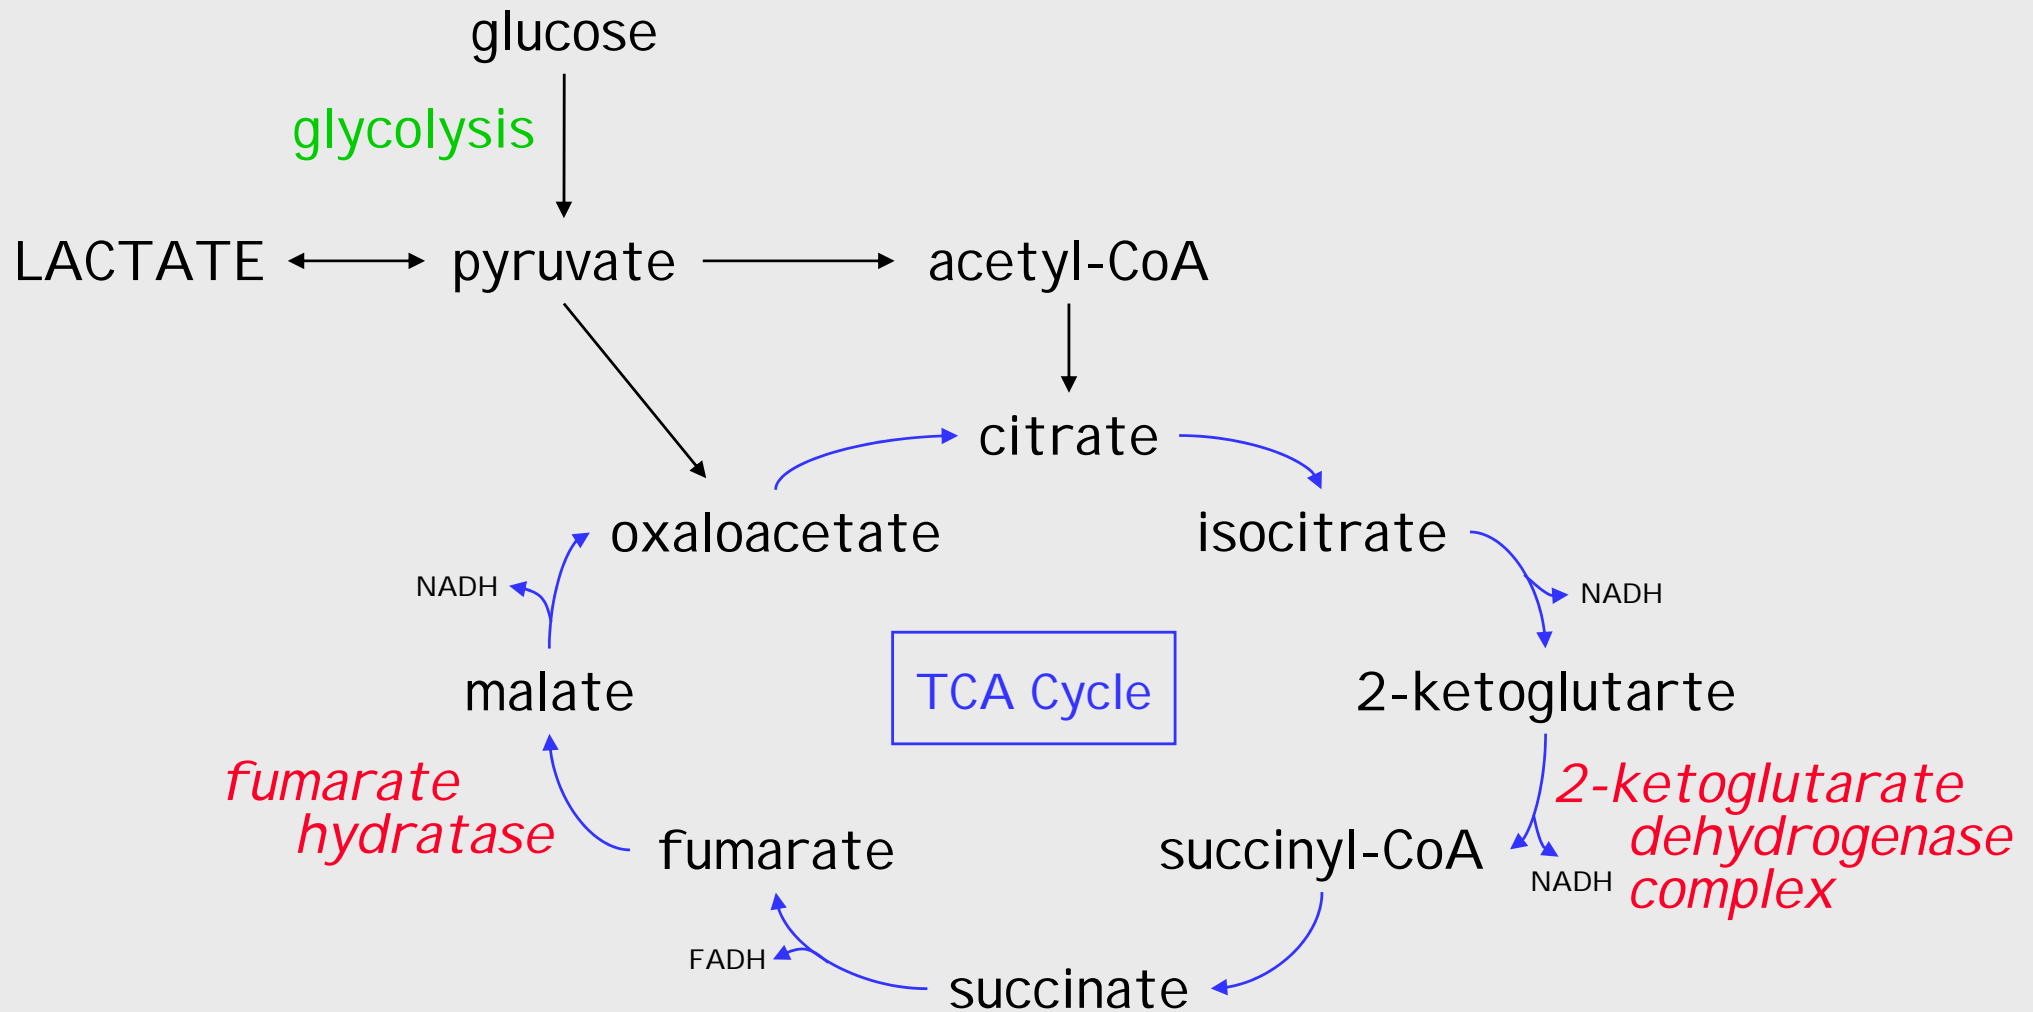 glucose
glycolysis
LACTATE
pyruvate
acetyl-CoA
citrate
oxaloacetate
isocitrate
NADH
NADH
malate
TCA Cycle
2-ketoglutarte
fumarate
hydratase
2-ketoglutarate
dehydrogenase
complex
fumarate
succinyl-CoA
NADH
FADH
succinate